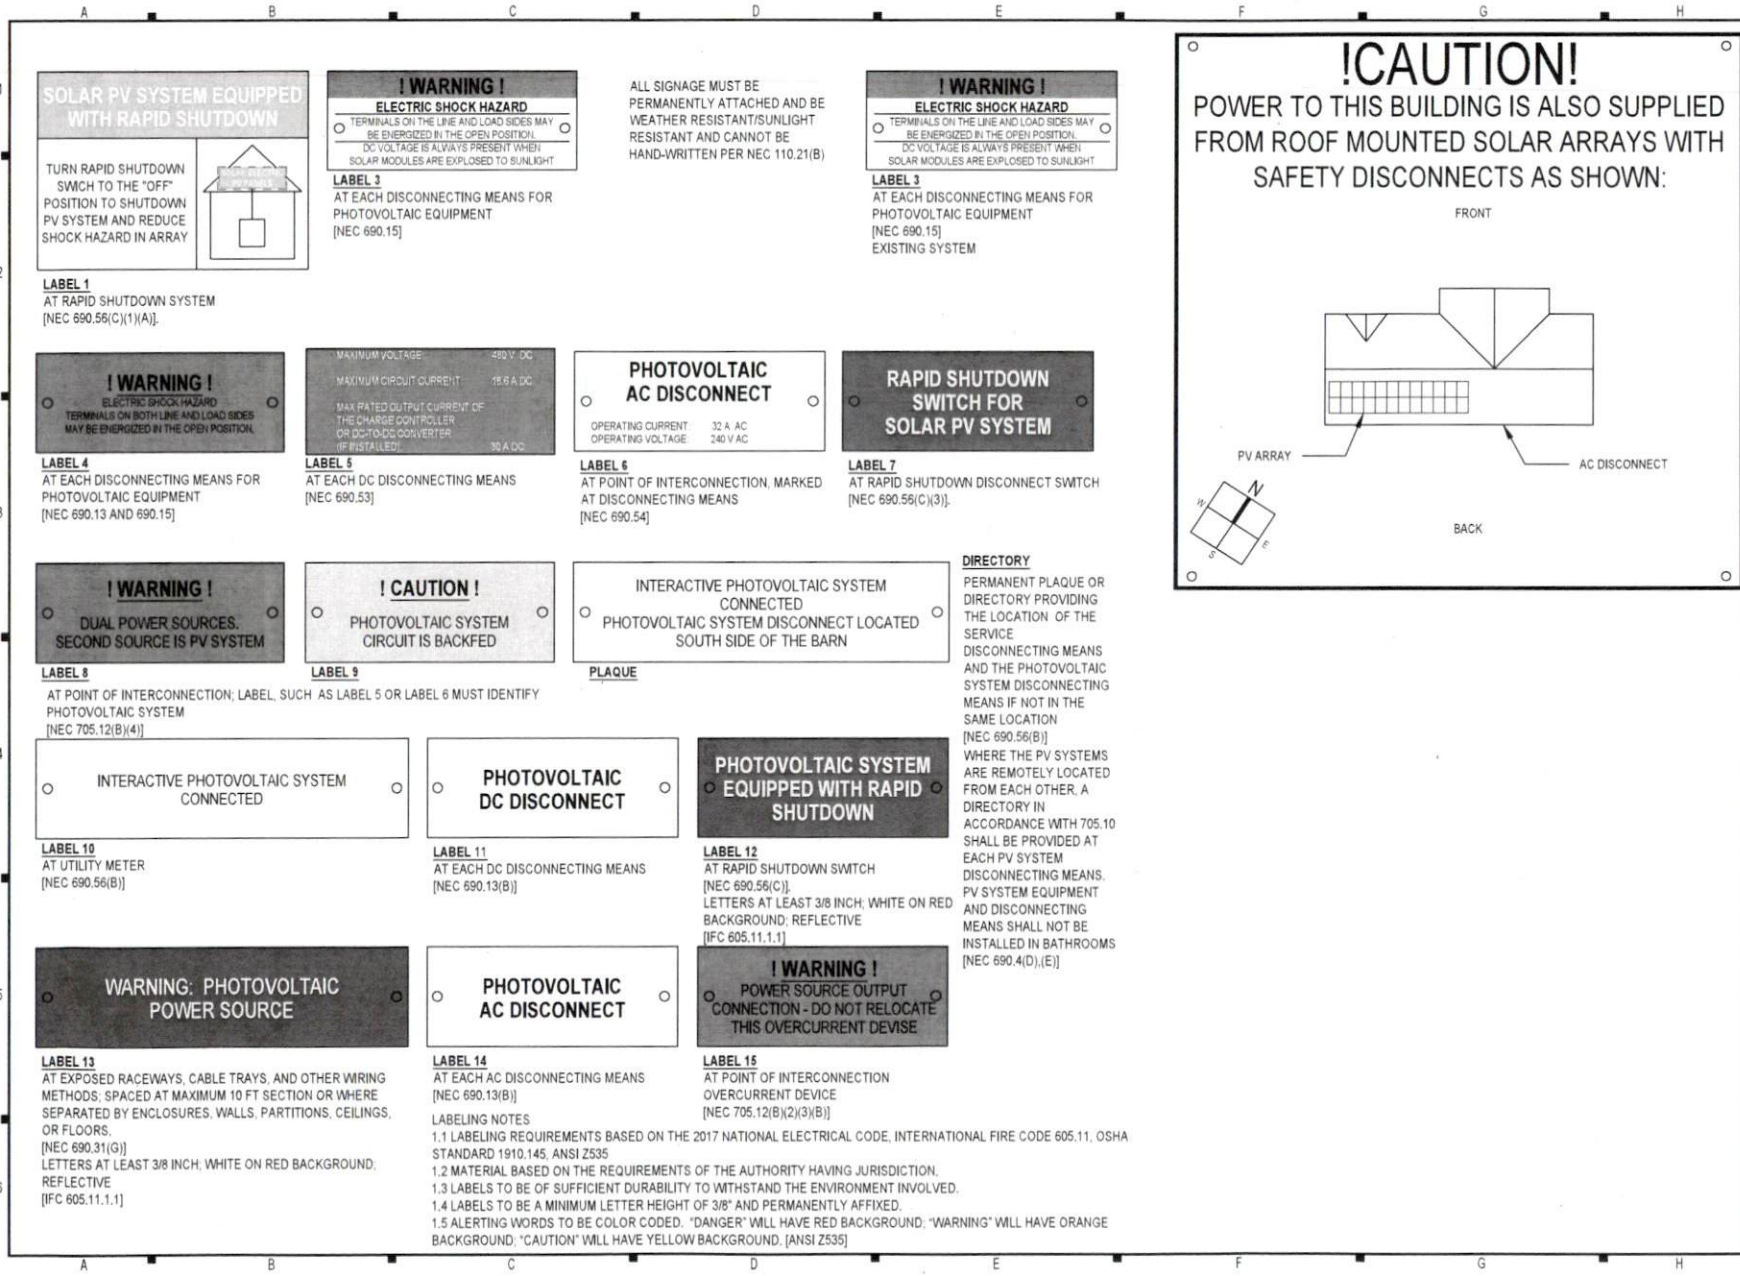 A B C D E F G H
1
SOLAR PV SYSTEM EQUIPPED
WITH RAPID SHUTDOWN
TURN RAPID SHUTDOWN
SWICH TO THE "OFF"
POSITION TO SHUTDOWN
PV SYSTEM AND REDUCE
SHOCK HAZARD IN ARRAY
SOLAR ELECTRIC
PV PANELS
LABEL 1
AT RAPID SHUTDOWN SYSTEM
[NEC 690.56(C)(1)(A)].
! WARNING !
ELECTRIC SHOCK HAZARD
TERMINALS ON THE LINE AND LOAD SIDES MAY
BE ENERGIZED IN THE OPEN POSITION.
DC VOLTAGE IS ALWAYS PRESENT WHEN
SOLAR MODULES ARE EXPLOSED TO SUNLIGHT
LABEL 3
AT EACH DISCONNECTING MEANS FOR
PHOTOVOLTAIC EQUIPMENT
[NEC 690.15]
ALL SIGNAGE MUST BE
PERMANENTLY ATTACHED AND BE
WEATHER RESISTANT/SUNLIGHT
RESISTANT AND CANNOT BE
HAND-WRITTEN PER NEC 110.21(B)
! WARNING !
ELECTRIC SHOCK HAZARD
TERMINALS ON THE LINE AND LOAD SIDES MAY
BE ENERGIZED IN THE OPEN POSITION.
DC VOLTAGE IS ALWAYS PRESENT WHEN
SOLAR MODULES ARE EXPLOSED TO SUNLIGHT
LABEL 3
AT EACH DISCONNECTING MEANS FOR
PHOTOVOLTAIC EQUIPMENT
[NEC 690.15]
EXISTING SYSTEM
!CAUTION!
POWER TO THIS BUILDING IS ALSO SUPPLIED
FROM ROOF MOUNTED SOLAR ARRAYS WITH
SAFETY DISCONNECTS AS SHOWN:
FRONT
PV ARRAY
AC DISCONNECT
N
W
E
S
BACK
2
! WARNING !
ELECTRIC SHOCK HAZARD
TERMINALS ON BOTH LINE AND LOAD SIDES
MAY BE ENERGIZED IN THE OPEN POSITION.
LABEL 4
AT EACH DISCONNECTING MEANS FOR
PHOTOVOLTAIC EQUIPMENT
[NEC 690.13 AND 690.15]
MAXIMUM VOLTAGE: 480 V DC
MAXIMUM CIRCUIT CURRENT: 18.6 A DC
MAX RATED OUTPUT CURRENT OF
THE CHARGE CONTROLLER
OR DC-TO-DC CONVERTER
(IF INSTALLED): 30 A DC
LABEL 5
AT EACH DC DISCONNECTING MEANS
[NEC 690.53]
PHOTOVOLTAIC
AC DISCONNECT
OPERATING CURRENT: 32 A AC
OPERATING VOLTAGE: 240 V AC
LABEL 6
AT POINT OF INTERCONNECTION, MARKED
AT DISCONNECTING MEANS
[NEC 690.54]
RAPID SHUTDOWN
SWITCH FOR
SOLAR PV SYSTEM
LABEL 7
AT RAPID SHUTDOWN DISCONNECT SWITCH
[NEC 690.56(C)(3)].
3
! WARNING !
DUAL POWER SOURCES.
SECOND SOURCE IS PV SYSTEM
LABEL 8
! CAUTION !
PHOTOVOLTAIC SYSTEM
CIRCUIT IS BACKFED
LABEL 9
AT POINT OF INTERCONNECTION; LABEL, SUCH AS LABEL 5 OR LABEL 6 MUST IDENTIFY
PHOTOVOLTAIC SYSTEM
[NEC 705.12(B)(4)]
INTERACTIVE PHOTOVOLTAIC SYSTEM
CONNECTED
PHOTOVOLTAIC SYSTEM DISCONNECT LOCATED
SOUTH SIDE OF THE BARN
PLAQUE
DIRECTORY
PERMANENT PLAQUE OR
DIRECTORY PROVIDING
THE LOCATION OF THE
SERVICE
DISCONNECTING MEANS
AND THE PHOTOVOLTAIC
SYSTEM DISCONNECTING
MEANS IF NOT IN THE
SAME LOCATION
[NEC 690.56(B)]
WHERE THE PV SYSTEMS
ARE REMOTELY LOCATED
FROM EACH OTHER, A
DIRECTORY IN
ACCORDANCE WITH 705.10
SHALL BE PROVIDED AT
EACH PV SYSTEM
DISCONNECTING MEANS.
PV SYSTEM EQUIPMENT
AND DISCONNECTING
MEANS SHALL NOT BE
INSTALLED IN BATHROOMS
[NEC 690.4(D),(E)]
INTERACTIVE PHOTOVOLTAIC SYSTEM
CONNECTED
LABEL 10
AT UTILITY METER
[NEC 690.56(B)]
PHOTOVOLTAIC
DC DISCONNECT
LABEL 11
AT EACH DC DISCONNECTING MEANS
[NEC 690.13(B)]
PHOTOVOLTAIC SYSTEM
EQUIPPED WITH RAPID
SHUTDOWN
LABEL 12
AT RAPID SHUTDOWN SWITCH
[NEC 690.56(C)].
LETTERS AT LEAST 3/8 INCH; WHITE ON RED
BACKGROUND; REFLECTIVE
[IFC 605.11.1.1]
5
WARNING: PHOTOVOLTAIC
POWER SOURCE
LABEL 13
AT EXPOSED RACEWAYS, CABLE TRAYS, AND OTHER WIRING
METHODS; SPACED AT MAXIMUM 10 FT SECTION OR WHERE
SEPARATED BY ENCLOSURES, WALLS, PARTITIONS, CEILINGS,
OR FLOORS.
[NEC 690.31(G)]
LETTERS AT LEAST 3/8 INCH; WHITE ON RED BACKGROUND;
REFLECTIVE
[IFC 605.11.1.1]
PHOTOVOLTAIC
AC DISCONNECT
LABEL 14
AT EACH AC DISCONNECTING MEANS
[NEC 690.13(B)]
! WARNING !
POWER SOURCE OUTPUT
CONNECTION - DO NOT RELOCATE
THIS OVERCURRENT DEVISE
LABEL 15
AT POINT OF INTERCONNECTION
OVERCURRENT DEVICE
[NEC 705.12(B)(2)(3)(B)]
LABELING NOTES
1.1 LABELING REQUIREMENTS BASED ON THE 2017 NATIONAL ELECTRICAL CODE, INTERNATIONAL FIRE CODE 605.11, OSHA
STANDARD 1910.145, ANSI Z535
1.2 MATERIAL BASED ON THE REQUIREMENTS OF THE AUTHORITY HAVING JURISDICTION.
1.3 LABELS TO BE OF SUFFICIENT DURABILITY TO WITHSTAND THE ENVIRONMENT INVOLVED.
1.4 LABELS TO BE A MINIMUM LETTER HEIGHT OF 3/8" AND PERMANENTLY AFFIXED.
1.5 ALERTING WORDS TO BE COLOR CODED. "DANGER" WILL HAVE RED BACKGROUND; "WARNING" WILL HAVE ORANGE
BACKGROUND; "CAUTION" WILL HAVE YELLOW BACKGROUND. [ANSI Z535]
A B C D E F G H